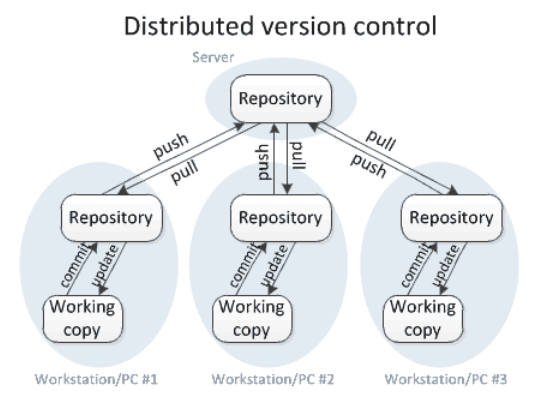 Distributed version control
Server
Repository
push
pull
push
pull
pull
push
Repository
Repository
Repository
commit
update
commit
update
commit
update
Working
copy
Working
copy
Working
copy
Workstation/PC #1
Workstation/PC #2
Workstation/PC #3